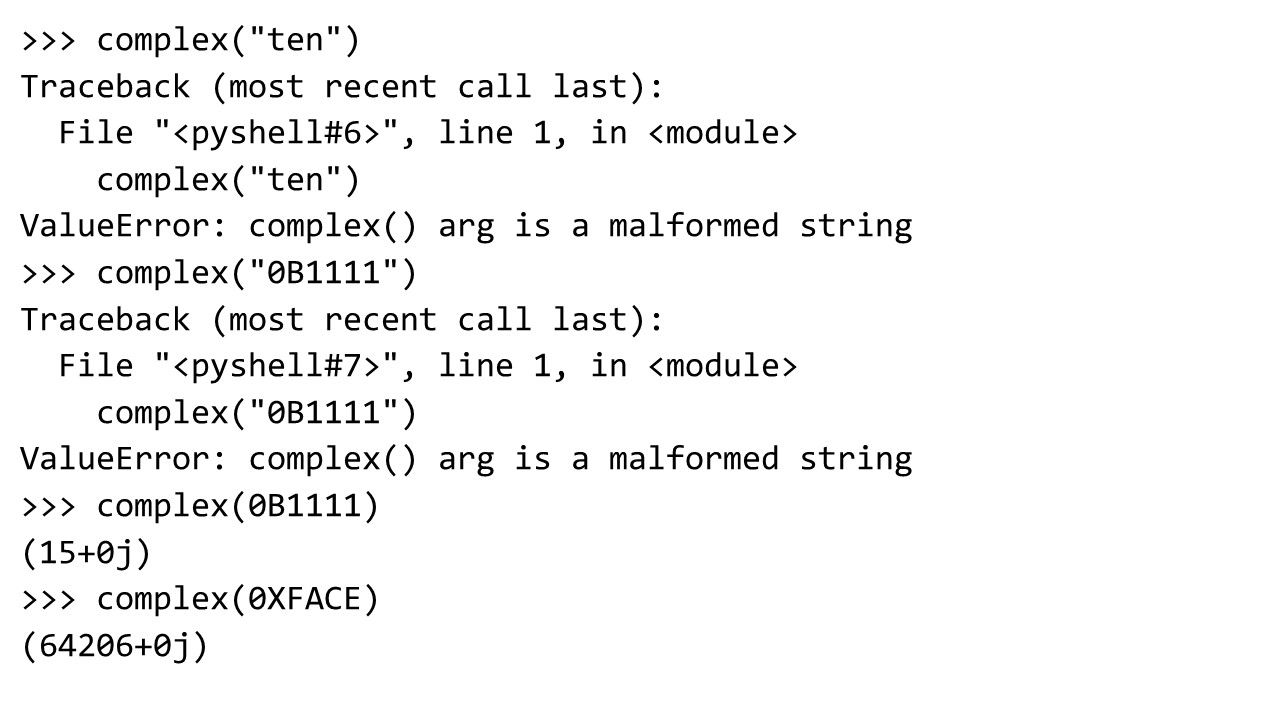 >>> complex("ten")
Traceback (most recent call last):
  File "<pyshell#6>", line 1, in <module>
    complex("ten")
ValueError: complex() arg is a malformed string
>>> complex("0B1111")
Traceback (most recent call last):
  File "<pyshell#7>", line 1, in <module>
    complex("0B1111")
ValueError: complex() arg is a malformed string
>>> complex(0B1111)
(15+0j)
>>> complex(0XFACE)
(64206+0j)